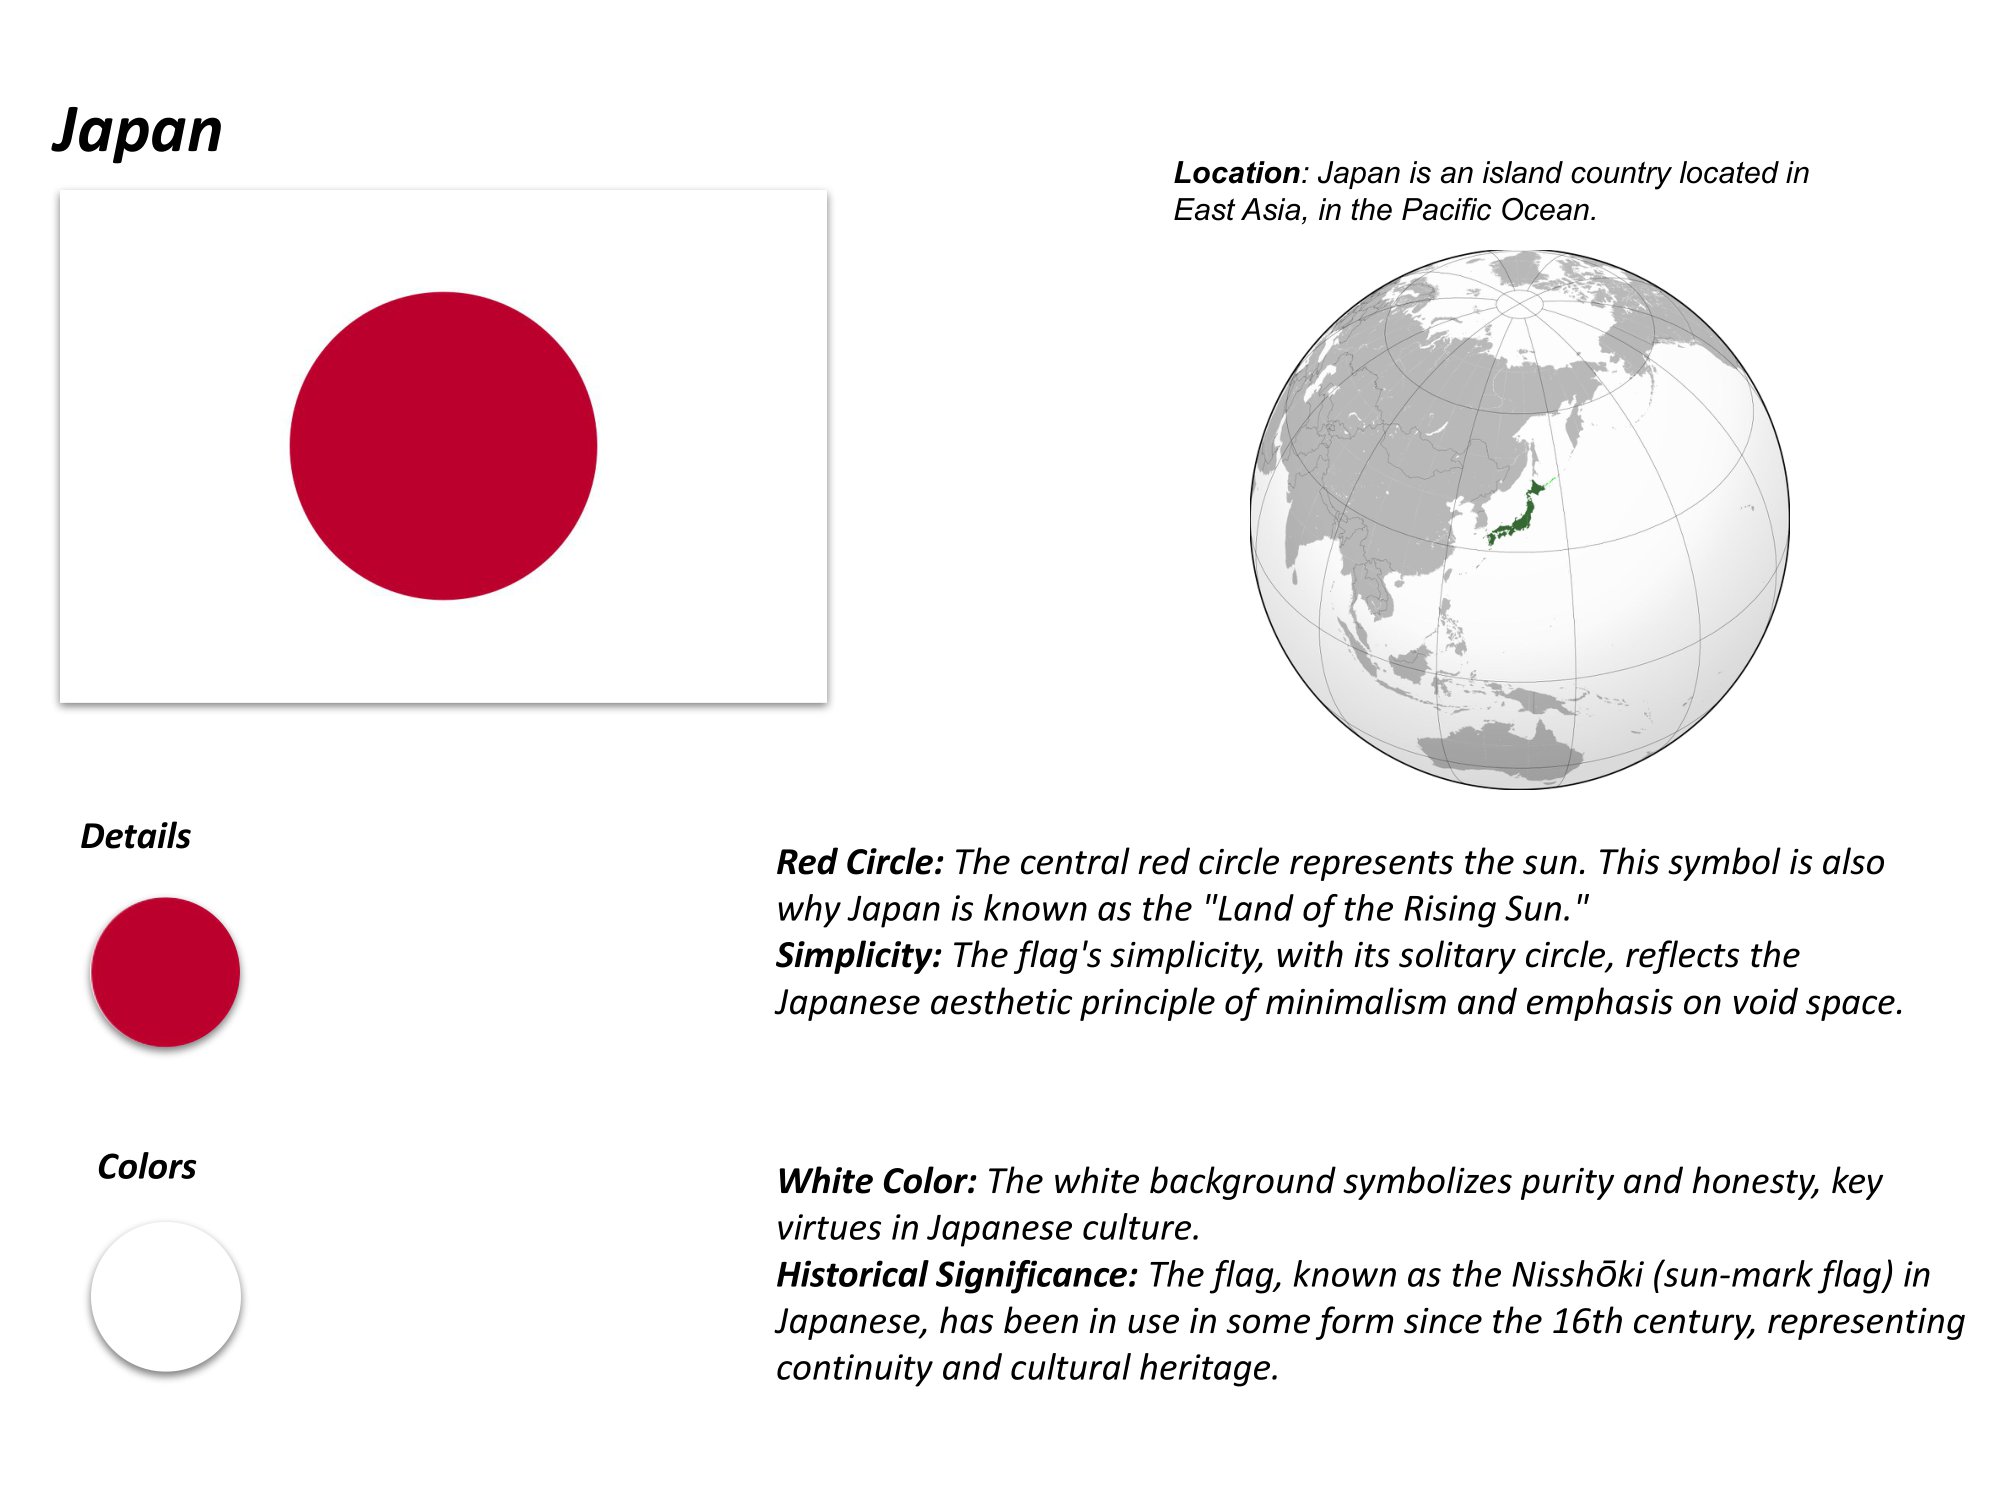 Japan
Location: Japan is an island country located in
East Asia, in the Pacific Ocean.
Details
Red Circle: The central red circle represents the sun. This symbol is also
why Japan is known as the "Land of the Rising Sun."
Simplicity: The flag's simplicity, with its solitary circle, reflects the
Japanese aesthetic principle of minimalism and emphasis on void space.
Colors
White Color: The white background symbolizes purity and honesty, key
virtues in Japanese culture.
Historical Significance: The flag, known as the Nisshōki (sun-mark flag) in
Japanese, has been in use in some form since the 16th century, representing
continuity and cultural heritage.